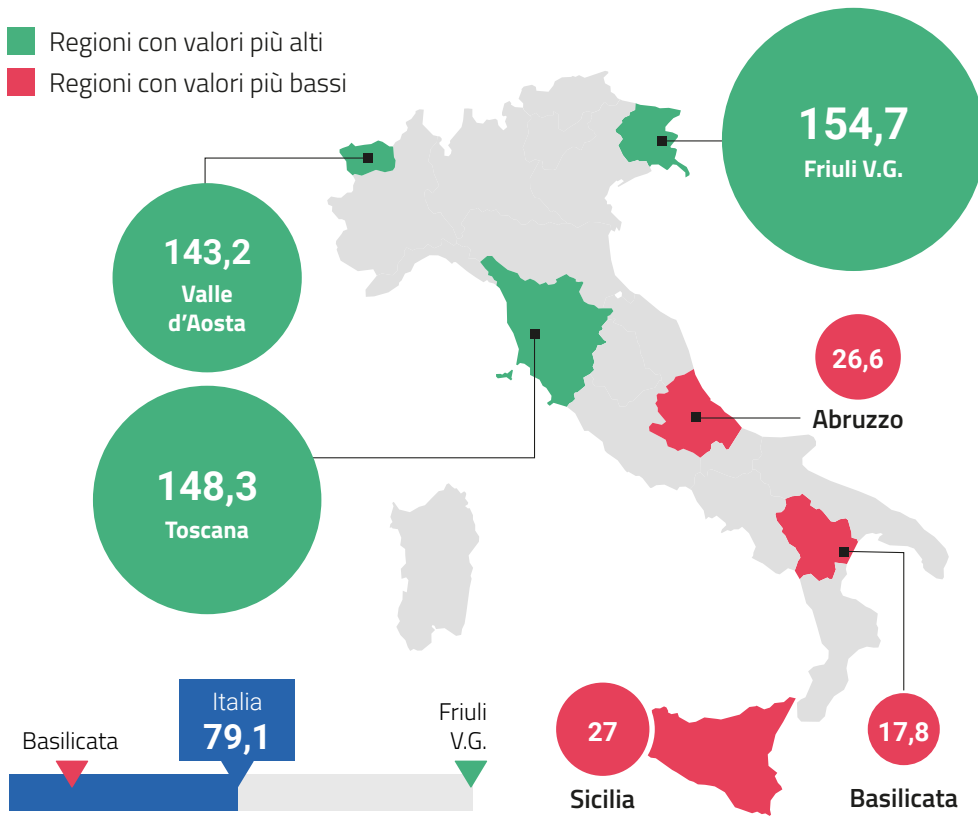 Regioni con valori più alti
Regioni con valori più bassi
154,7
Friuli V.G.
143,2
Valle
d'Aosta
26,6
Abruzzo
148,3
Toscana
Italia
79,1
Basilicata
Friuli
V.G.
27
Sicilia
17,8
Basilicata